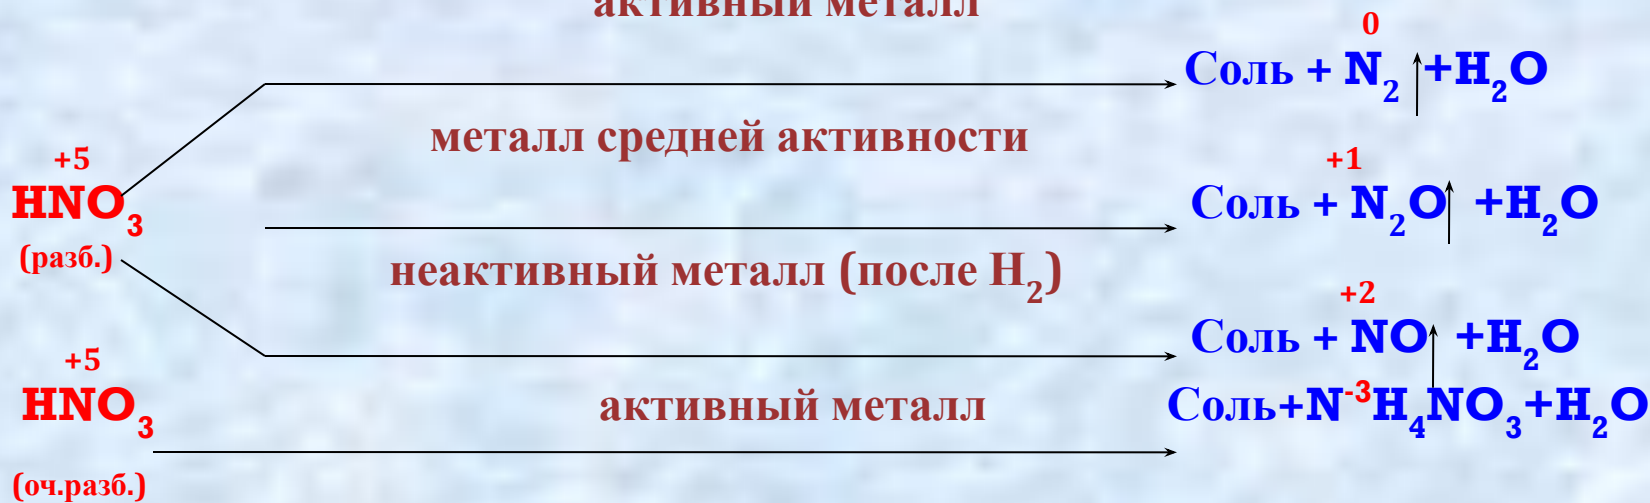 активный металл
0
Соль + N₂ ↑ +H₂O
металл средней активности
+5
+1
HNO₃
Соль + N₂O↑ +H₂O
(разб.)
неактивный металл (после H₂)
+2
Соль + NO↑ +H₂O
+5
HNO₃
активный металл
Соль+N⁻³H₄NO₃+H₂O
(оч.разб.)